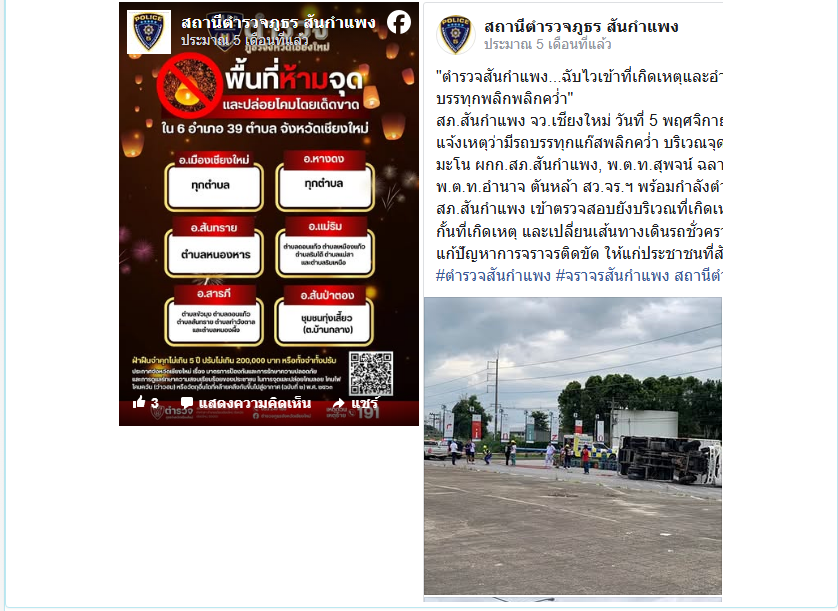 สถานีตำรวจภูธร สันกำแพง
ประมาณ 5 เดือนที่แล้ว
พื้นที่ห้ามจุด
และปล่อยโคมโดยเด็ดขาด
ใน 6 อำเภอ 39 ตำบล จังหวัดเชียงใหม่
อ.เมืองเชียงใหม่
ทุกตำบล
อ.หางดง
ทุกตำบล
อ.สันทราย
ตำบลหนองหาร
อ.แม่ริม
ตำบลดอนแก้ว ตำบลเหมืองแก้ว
ตำบลริมใต้ ตำบลแม่สา
และตำบลริมเหนือ
อ.สารภี
ตำบลขัวมุง ตำบลดอนแก้ว
ตำบลสันทราย ตำบลท่าวังตาล
และตำบลหนองผึ้ง
อ.สันป่าตอง
ชุมชนทุ่งเสี้ยว
(ต.บ้านกลาง)
ฝ่าฝืนจำคุกไม่เกิน 5 ปี ปรับไม่เกิน 200,000 บาท หรือทั้งจำทั้งปรับ
3
แสดงความคิดเห็น
แชร์
ตำรวจ
191
สถานีตำรวจภูธร สันกำแพง
ประมาณ 5 เดือนที่แล้ว
"ตำรวจสันกำแพง...ฉับไวเข้าที่เกิดเหตุและอำ
บรรทุกพลิกพลิกคว่ำ"
สภ.สันกำแพง จว.เชียงใหม่ วันที่ 5 พฤศจิกาย
แจ้งเหตุว่ามีรถบรรทุกแก๊สพลิกคว่ำ บริเวณจุด
มะโน ผกก.สภ.สันกำแพง, พ.ต.ท.สุพจน์ ฉลา
พ.ต.ท.อำนาจ ตันหล้า สว.จร.ฯ พร้อมกำลังตำ
สภ.สันกำแพง เข้าตรวจสอบยังบริเวณที่เกิดเห
กั้นที่เกิดเหตุ และเปลี่ยนเส้นทางเดินรถชั่วครา
แก้ปัญหาการจราจรติดขัด ให้แก่ประชาชนที่สั
#ตำรวจสันกำแพง #จราจรสันกำแพง สถานีตำ